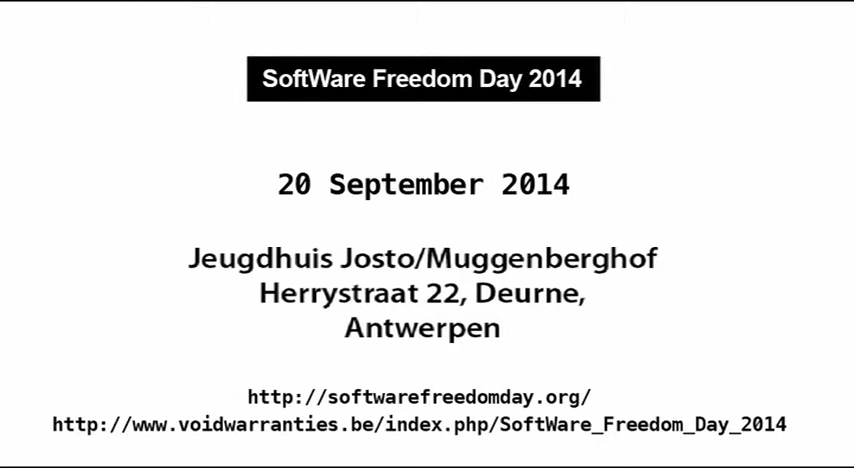 SoftWare Freedom Day 2014
20 September 2014
Jeugdhuis Josto/Muggenberghof
Herrystraat 22, Deurne,
Antwerpen
http://softwarefreedomday.org/
http://www.voidwarranties.be/index.php/SoftWare_Freedom_Day_2014